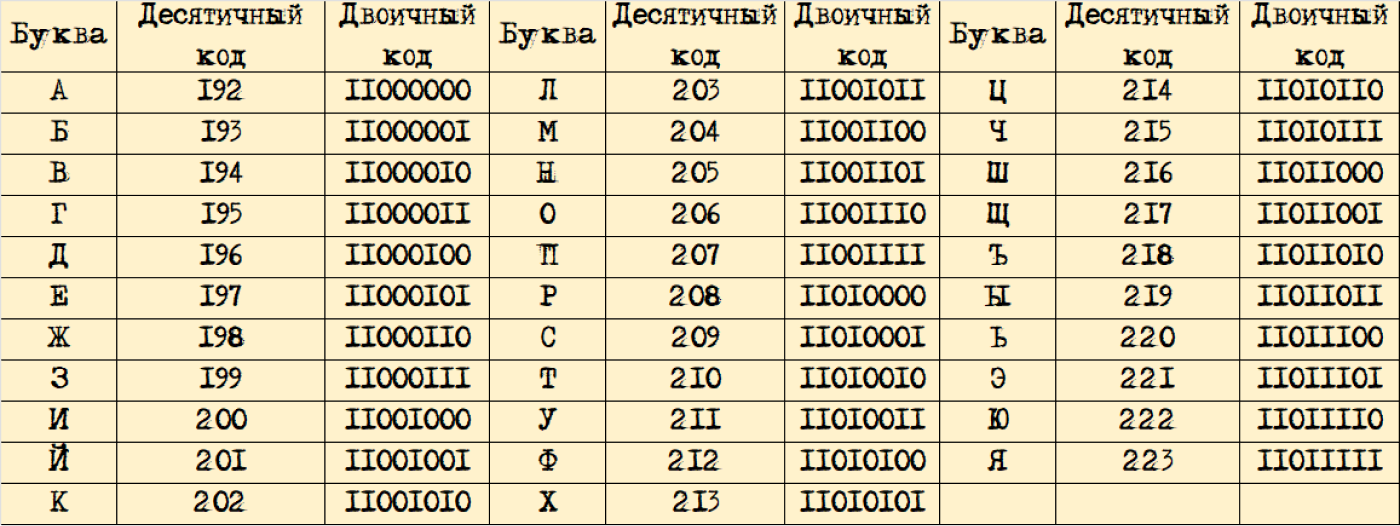 Буква Десятичный код Двоичный код Буква Десятичный код Двоичный код Буква Десятичный код Двоичный код
А 192 11000000 Л 203 11001011 Ц 214 11010110
Б 193 11000001 М 204 11001100 Ч 215 11010111
В 194 11000010 Н 205 11001101 Ш 216 11011000
Г 195 11000011 О 206 11001110 Щ 217 11011001
Д 196 11000100 П 207 11001111 Ъ 218 11011010
Е 197 11000101 Р 208 11010000 Ы 219 11011011
Ж 198 11000110 С 209 11010001 Ь 220 11011100
З 199 11000111 Т 210 11010010 Э 221 11011101
И 200 11001000 У 211 11010011 Ю 222 11011110
Й 201 11001001 Ф 212 11010100 Я 223 11011111
К 202 11001010 Х 213 11010101